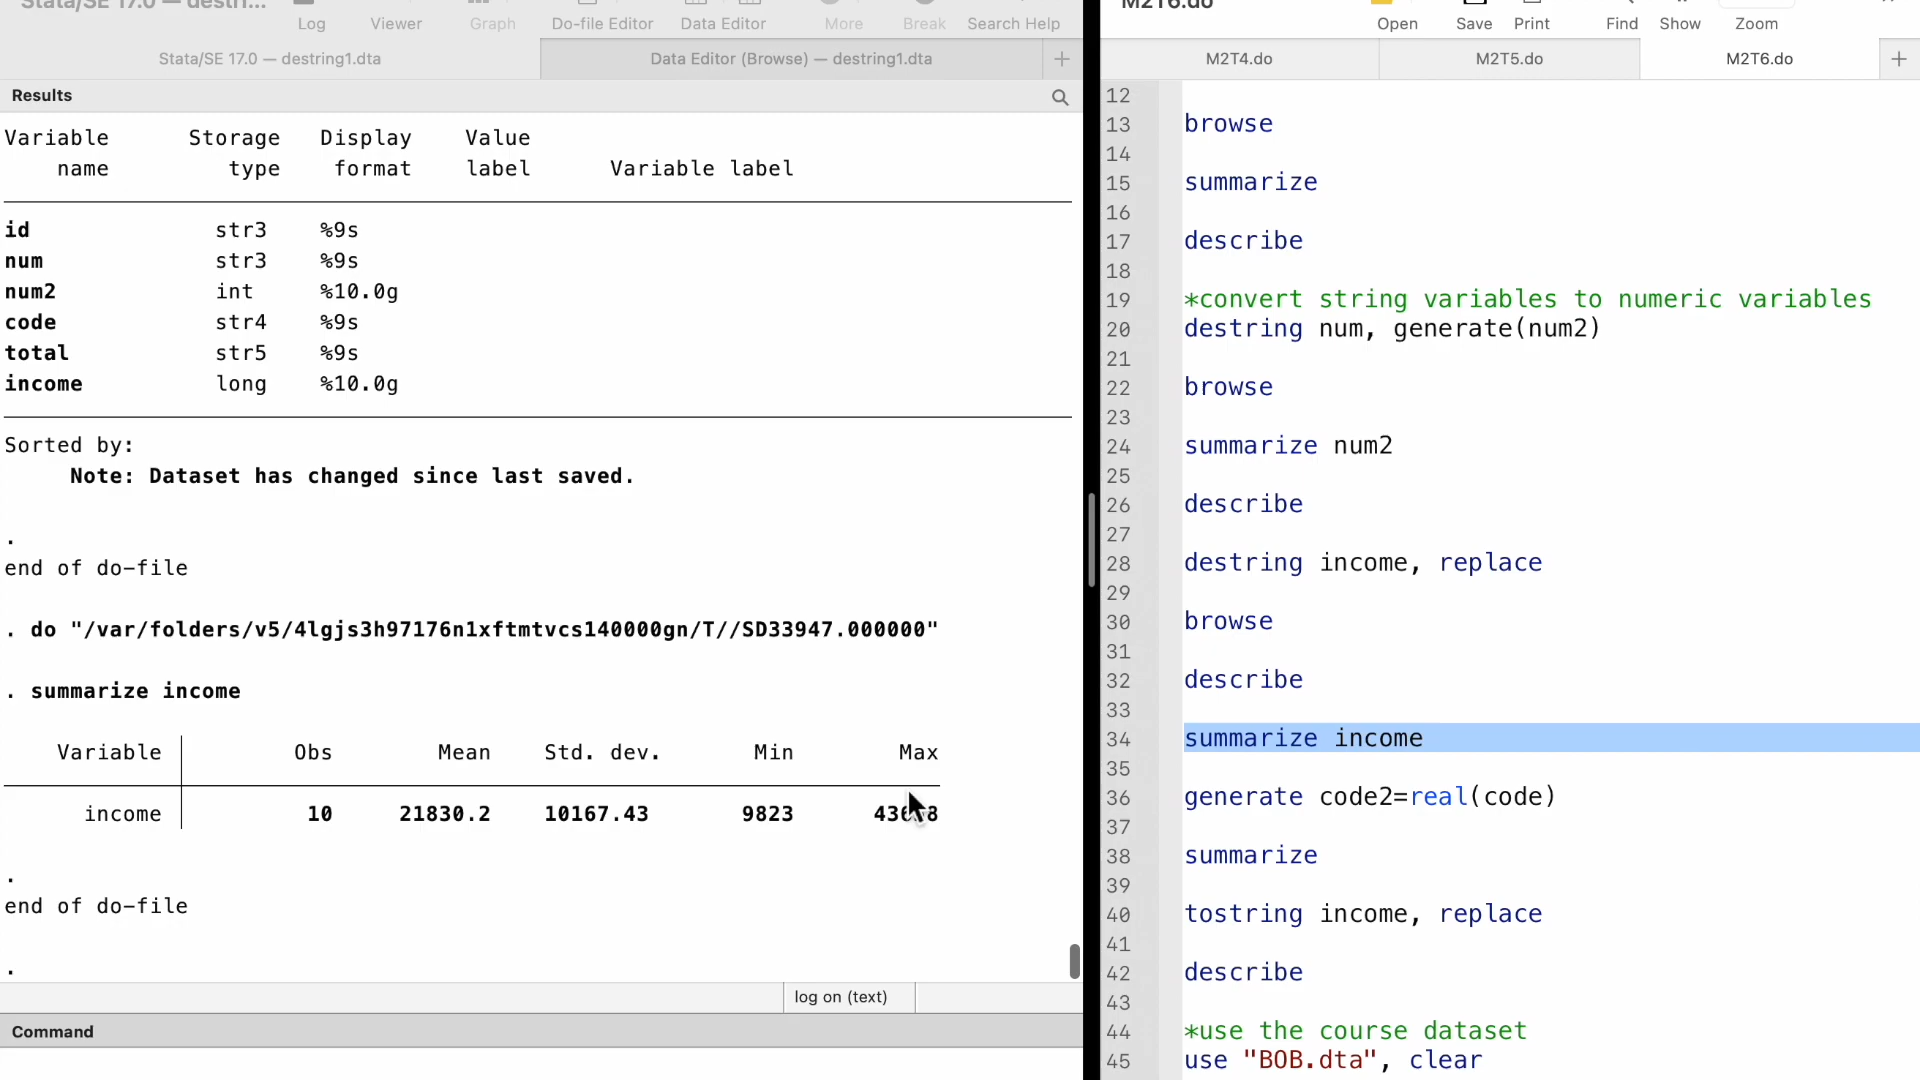 Log Viewer Graph Do-file Editor Data Editor More Break Search Help
Stata/SE 17.0 — destring1.dta
Data Editor (Browse) — destring1.dta
Results
Variable Storage Display Value
name type format label Variable label
id str3 %9s
num str3 %9s
num2 int %10.0g
code str4 %9s
total str5 %9s
income long %10.0g
Sorted by:
Note: Dataset has changed since last saved.
.
end of do-file
. do "/var/folders/v5/4lgjs3h97176n1xftmtvcs140000gn/T//SD33947.000000"
. summarize income
Variable Obs Mean Std. dev. Min Max
income 10 21830.2 10167.43 9823
.
end of do-file
.
log on (text)
Command
M2T6.do
Open Save Print Find Show Zoom
M2T4.do M2T5.do M2T6.do
12
13 browse
14
15 summarize
16
17 describe
18
19 *convert string variables to numeric variables
20 destring num, generate(num2)
21
22 browse
23
24 summarize num2
25
26 describe
27
28 destring income, replace
29
30 browse
31
32 describe
33
34 summarize income
35
36 generate code2=real(code)
37
38 summarize
39
40 tostring income, replace
41
42 describe
43
44 *use the course dataset
45 use "BOB.dta", clear